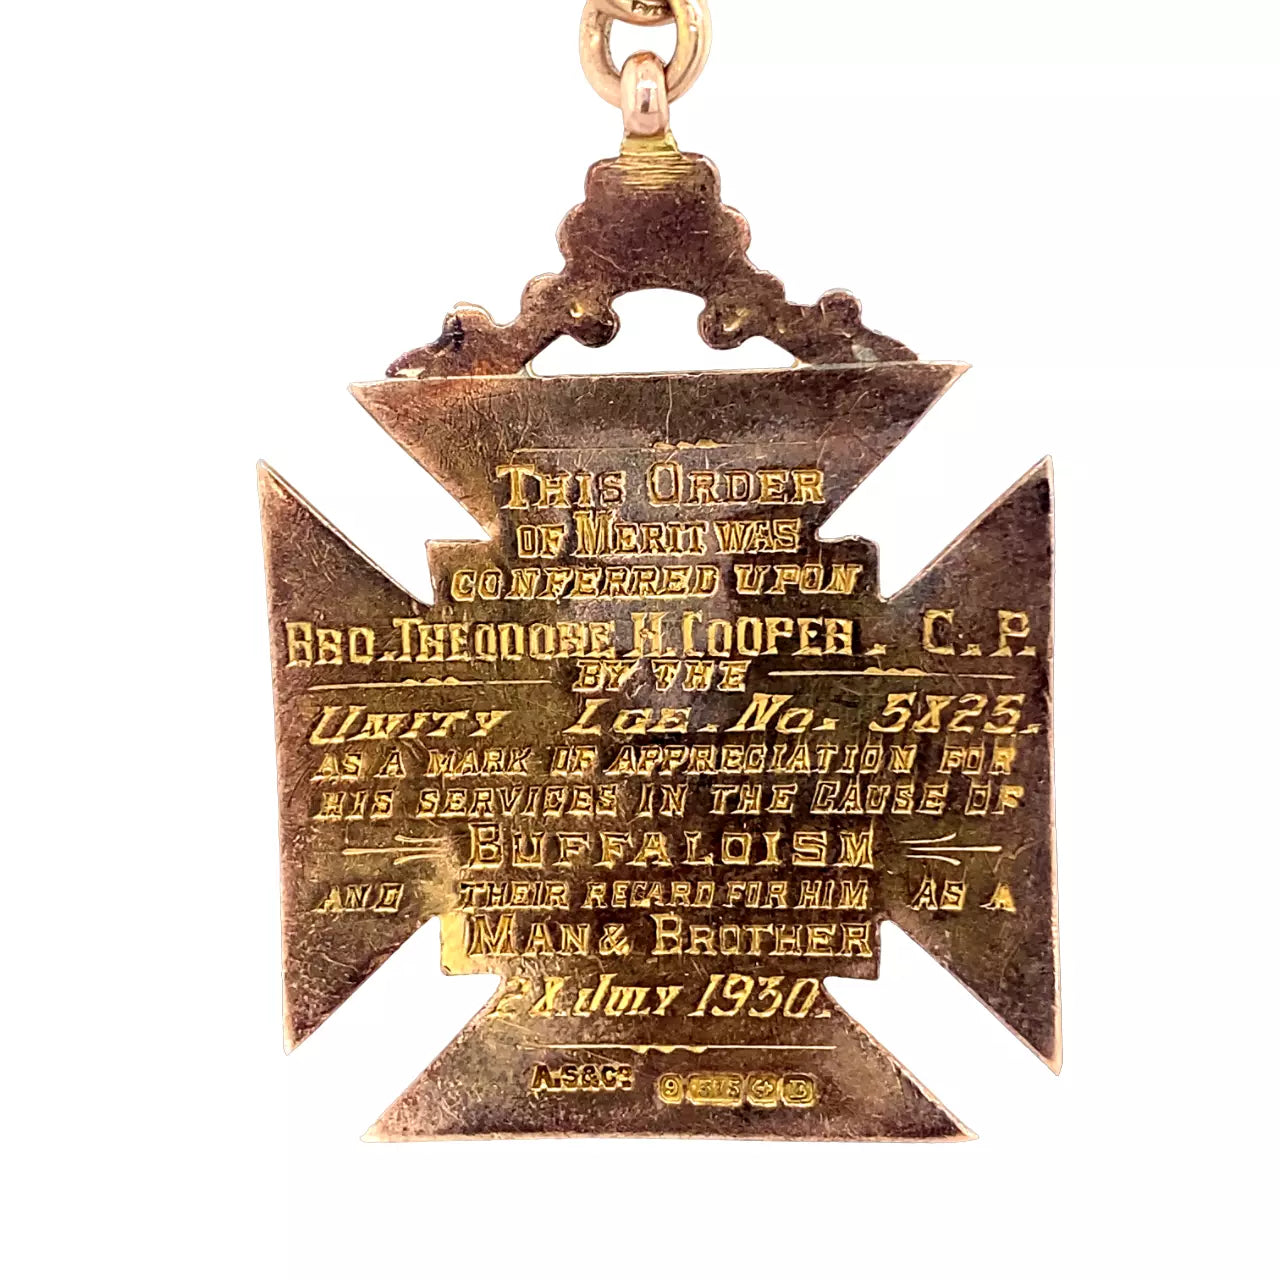 THIS ORDER
OF MERIT WAS
CONFERRED UPON
BRO. THEODORE H. COOPER. C.P.
BY THE
UNITY LGE. NO. 5825.
AS A MARK OF APPRECIATION FOR
HIS SERVICES IN THE CAUSE OF
BUFFALOISM
AND THEIR REGARD FOR HIM AS A
MAN & BROTHER
July 1930.
A.S&Co 9 .375